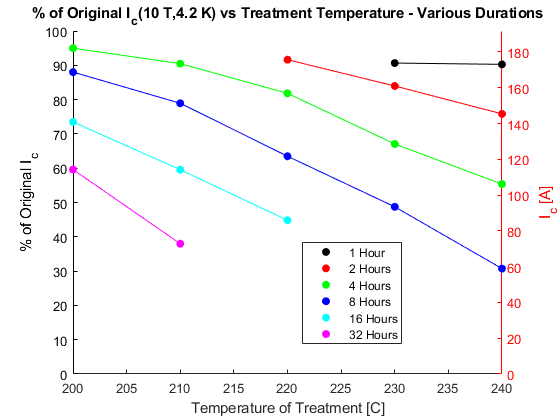 % of Original Ic(10 T,4.2 K) vs Treatment Temperature - Various Durations
100
90
80
70
60
50
40
30
20
10
0
% of Original Ic
180
160
140
120
100
80
60
40
20
0
Ic [A]
1 Hour
2 Hours
4 Hours
8 Hours
16 Hours
32 Hours
200 205 210 215 220 225 230 235 240
Temperature of Treatment [C]